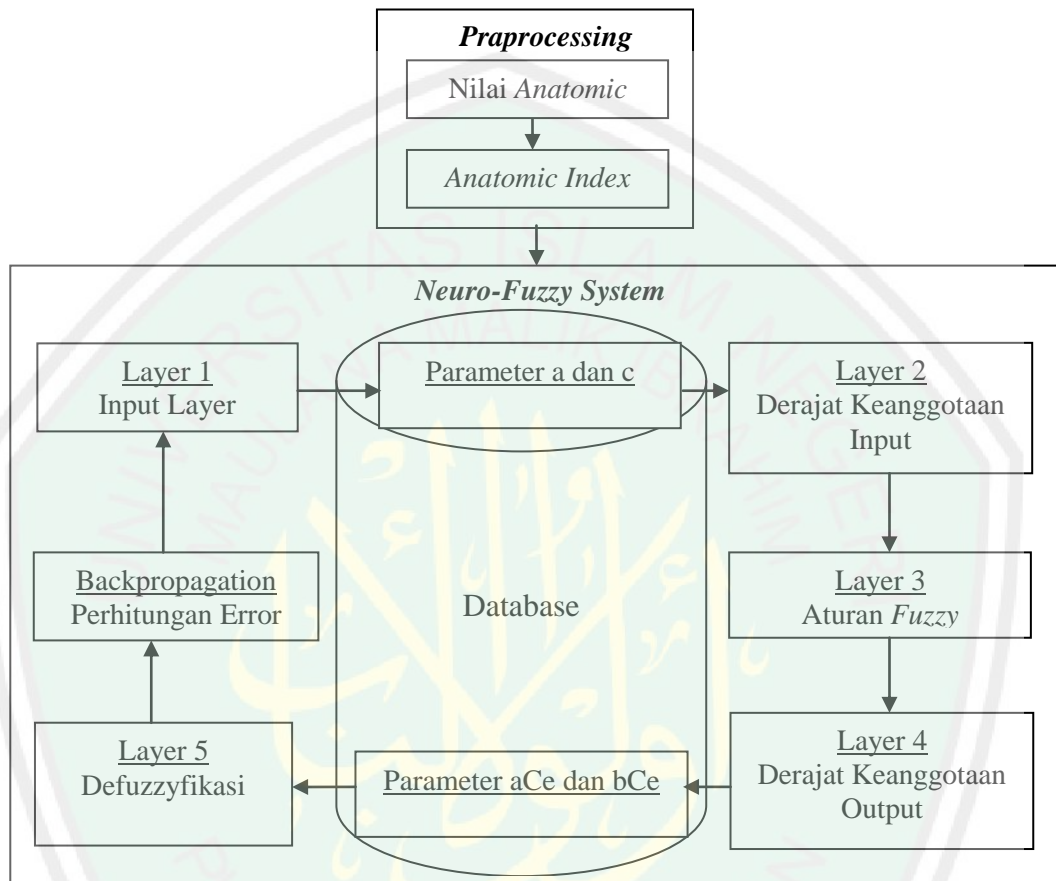 Praprocessing
Nilai Anatomic
Anatomic Index
Neuro-Fuzzy System
Layer 1
Input Layer
Parameter a dan c
Layer 2
Derajat Keanggotaan
Input
Backpropagation
Perhitungan Error
Database
Layer 3
Aturan Fuzzy
Layer 5
Defuzzyfikasi
Parameter aCe dan bCe
Layer 4
Derajat Keanggotaan
Output